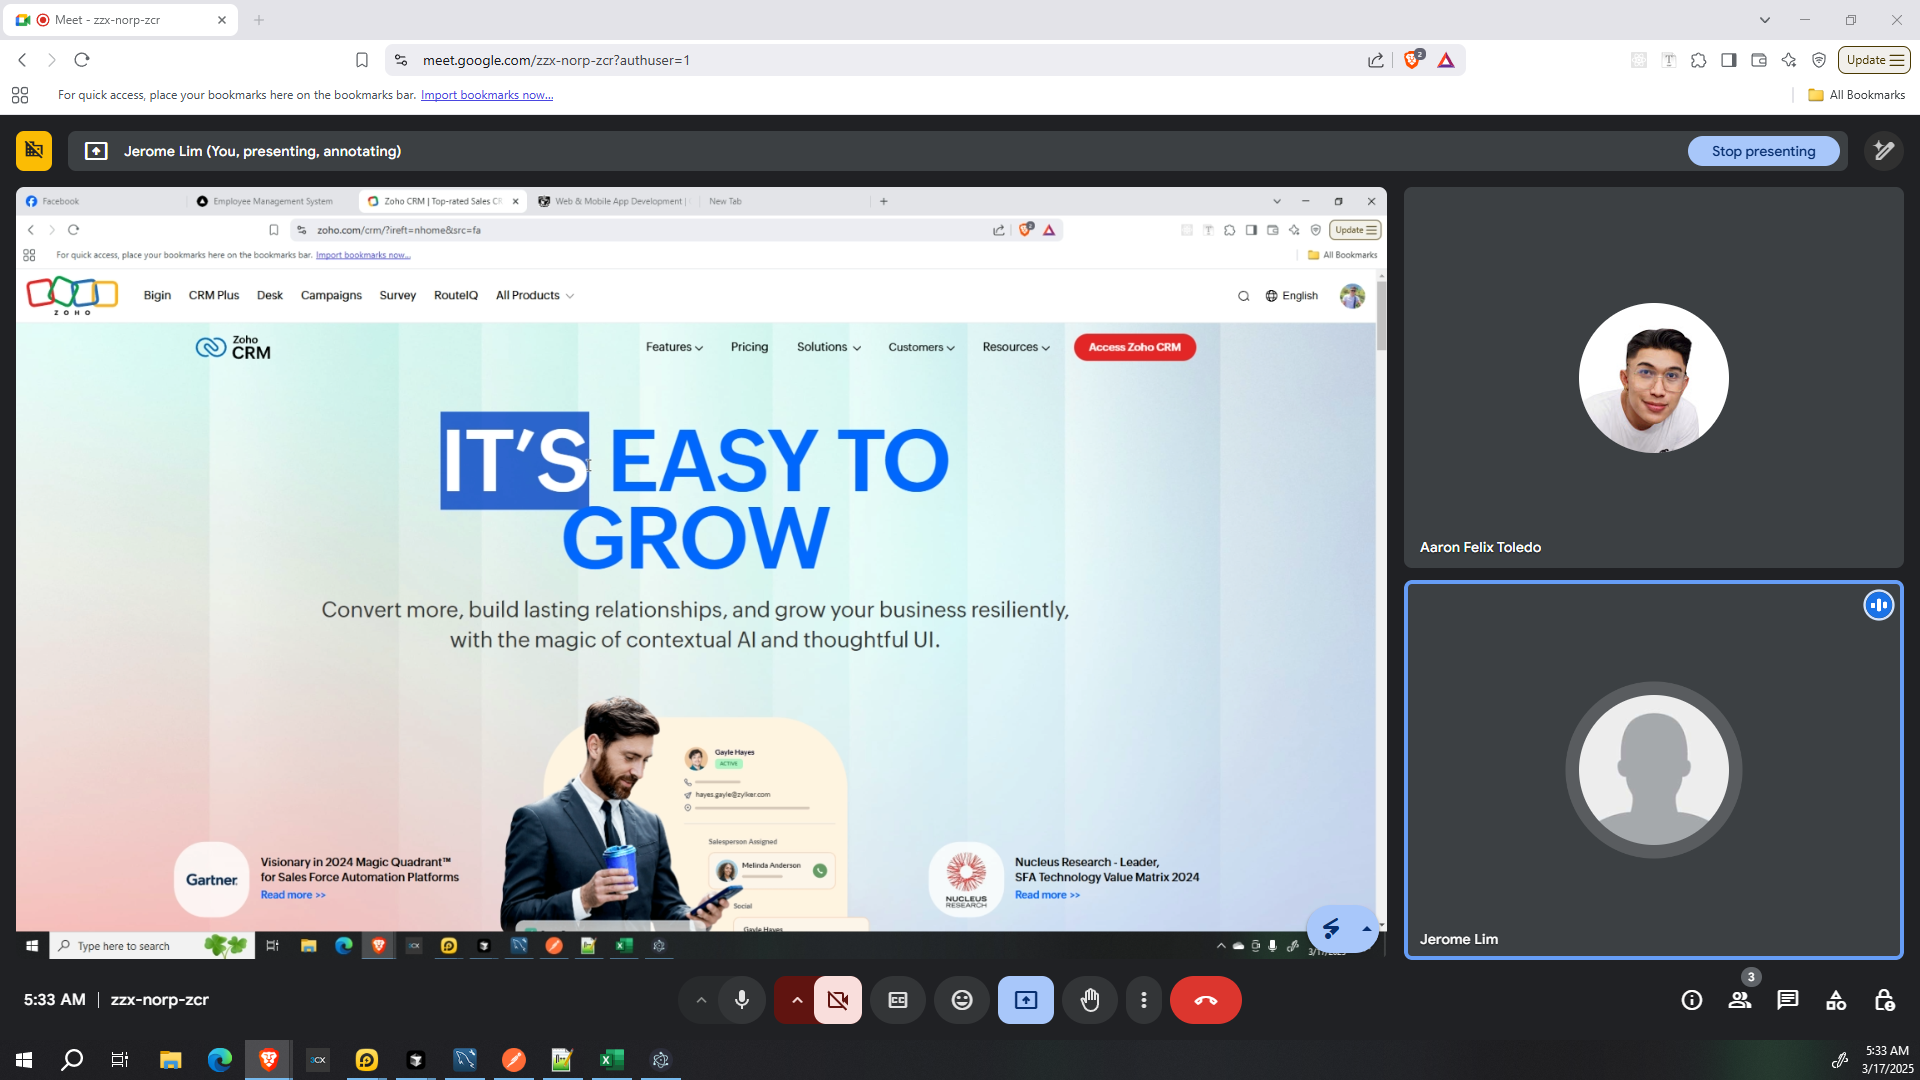 Meet - zzx-norp-zcr
meet.google.com/zzx-norp-zcr?authuser=1
2
Update
For quick access, place your bookmarks here on the bookmarks bar. Import bookmarks now...
All Bookmarks
Jerome Lim (You, presenting, annotating)
Stop presenting
Facebook
Employee Management System
Zoho CRM | Top-rated Sales CR
Web & Mobile App Development |
New Tab
zoho.com/crm/?ireft=nhome&src=fa
Update
For quick access, place your bookmarks here on the bookmarks bar. Import bookmarks now...
All Bookmarks
ZOHO
Bigin
CRM Plus
Desk
Campaigns
Survey
RouteIQ
All Products
English
Zoho
CRM
Features
Pricing
Solutions
Customers
Resources
Access Zoho CRM
IT'S EASY TO
GROW
Convert more, build lasting relationships, and grow your business resiliently,
with the magic of contextual AI and thoughtful UI.
Gayle Hayes
ACTIVE
hayes.gayle@zylker.com
Salesperson Assigned
Melinda Anderson
Social
Gayle Hayes
Gartner
Visionary in 2024 Magic Quadrant™
for Sales Force Automation Platforms
Read more >>
NUCLEUS
RESEARCH
Nucleus Research - Leader,
SFA Technology Value Matrix 2024
Read more >>
Type here to search
Aaron Felix Toledo
Jerome Lim
5:33 AM
zzx-norp-zcr
3
5:33 AM
3/17/2025